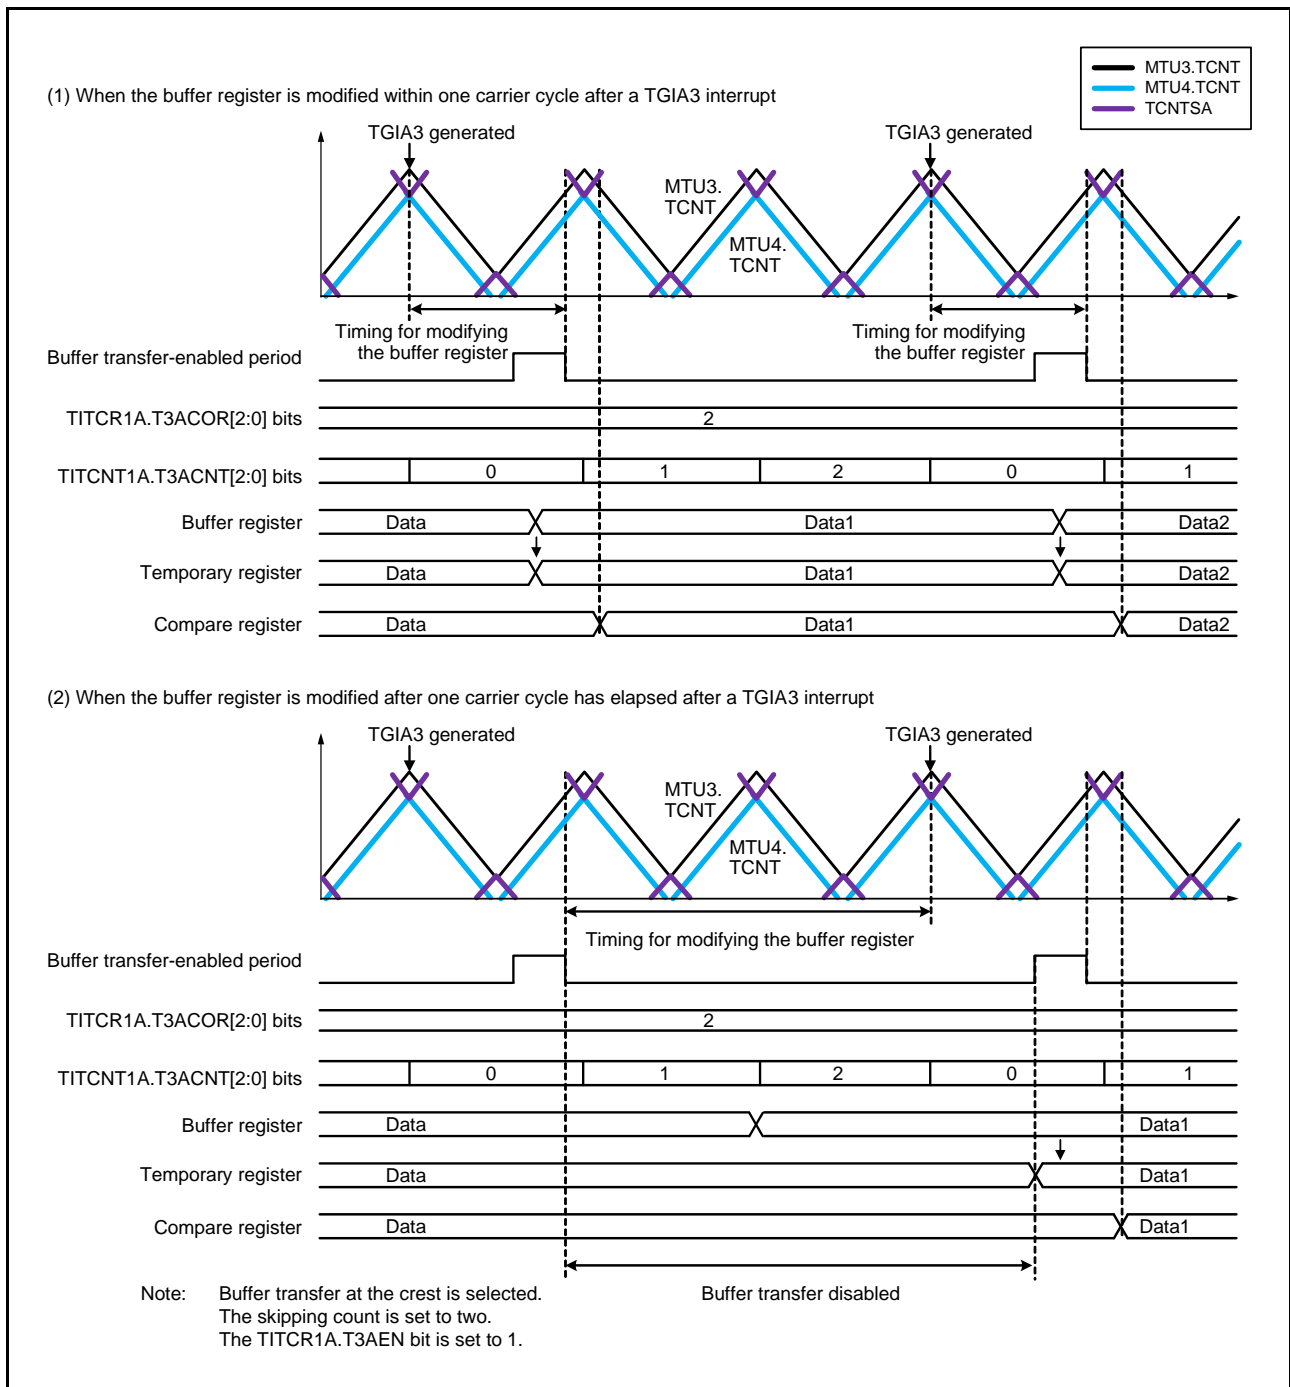 MTU3.TCNT
MTU4.TCNT
TCNTSA
(1) When the buffer register is modified within one carrier cycle after a TGIA3 interrupt
TGIA3 generated
TGIA3 generated
MTU3.
TCNT
MTU4.
TCNT
Timing for modifying
the buffer register
Timing for modifying
the buffer register
Buffer transfer-enabled period
TITCR1A.T3ACOR[2:0] bits
2
TITCNT1A.T3ACNT[2:0] bits
0
1
2
0
1
Buffer register
Data
Data1
Data2
Temporary register
Data
Data1
Data2
Compare register
Data
Data1
Data2
(2) When the buffer register is modified after one carrier cycle has elapsed after a TGIA3 interrupt
TGIA3 generated
TGIA3 generated
MTU3.
TCNT
MTU4.
TCNT
Timing for modifying the buffer register
Buffer transfer-enabled period
TITCR1A.T3ACOR[2:0] bits
2
TITCNT1A.T3ACNT[2:0] bits
0
1
2
0
1
Buffer register
Data
Data1
Temporary register
Data
Data1
Compare register
Data
Data1
Buffer transfer disabled
Note: Buffer transfer at the crest is selected.
The skipping count is set to two.
The TITCR1A.T3AEN bit is set to 1.